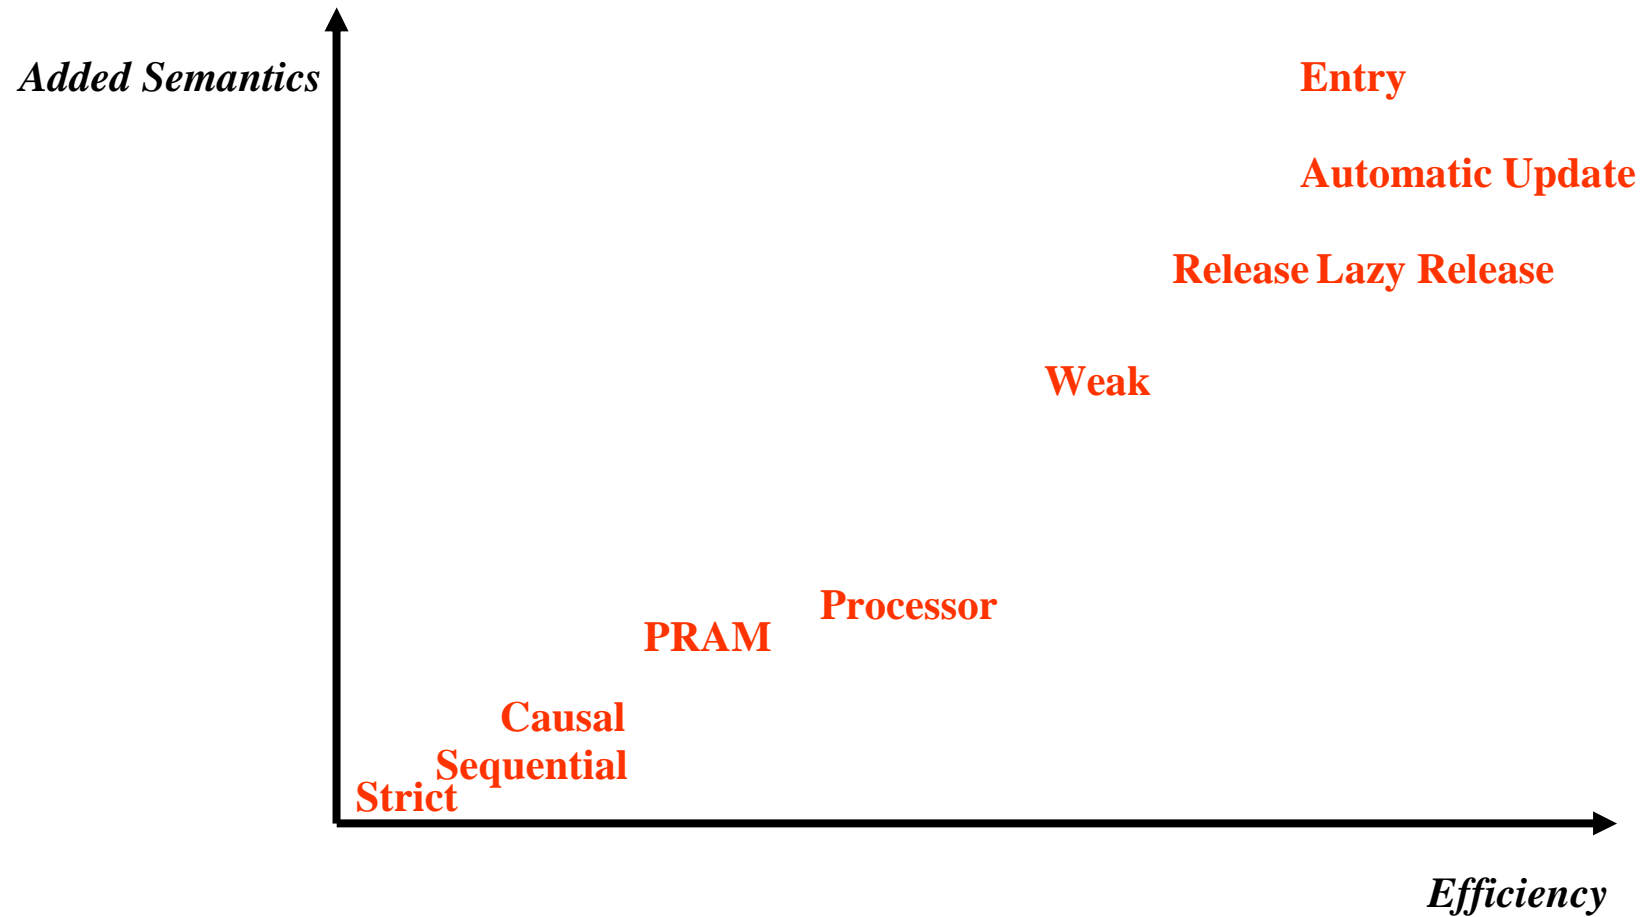 Added Semantics
Entry
Automatic Update
Release Lazy Release
Weak
Processor
PRAM
Causal
Sequential
Strict
Efficiency